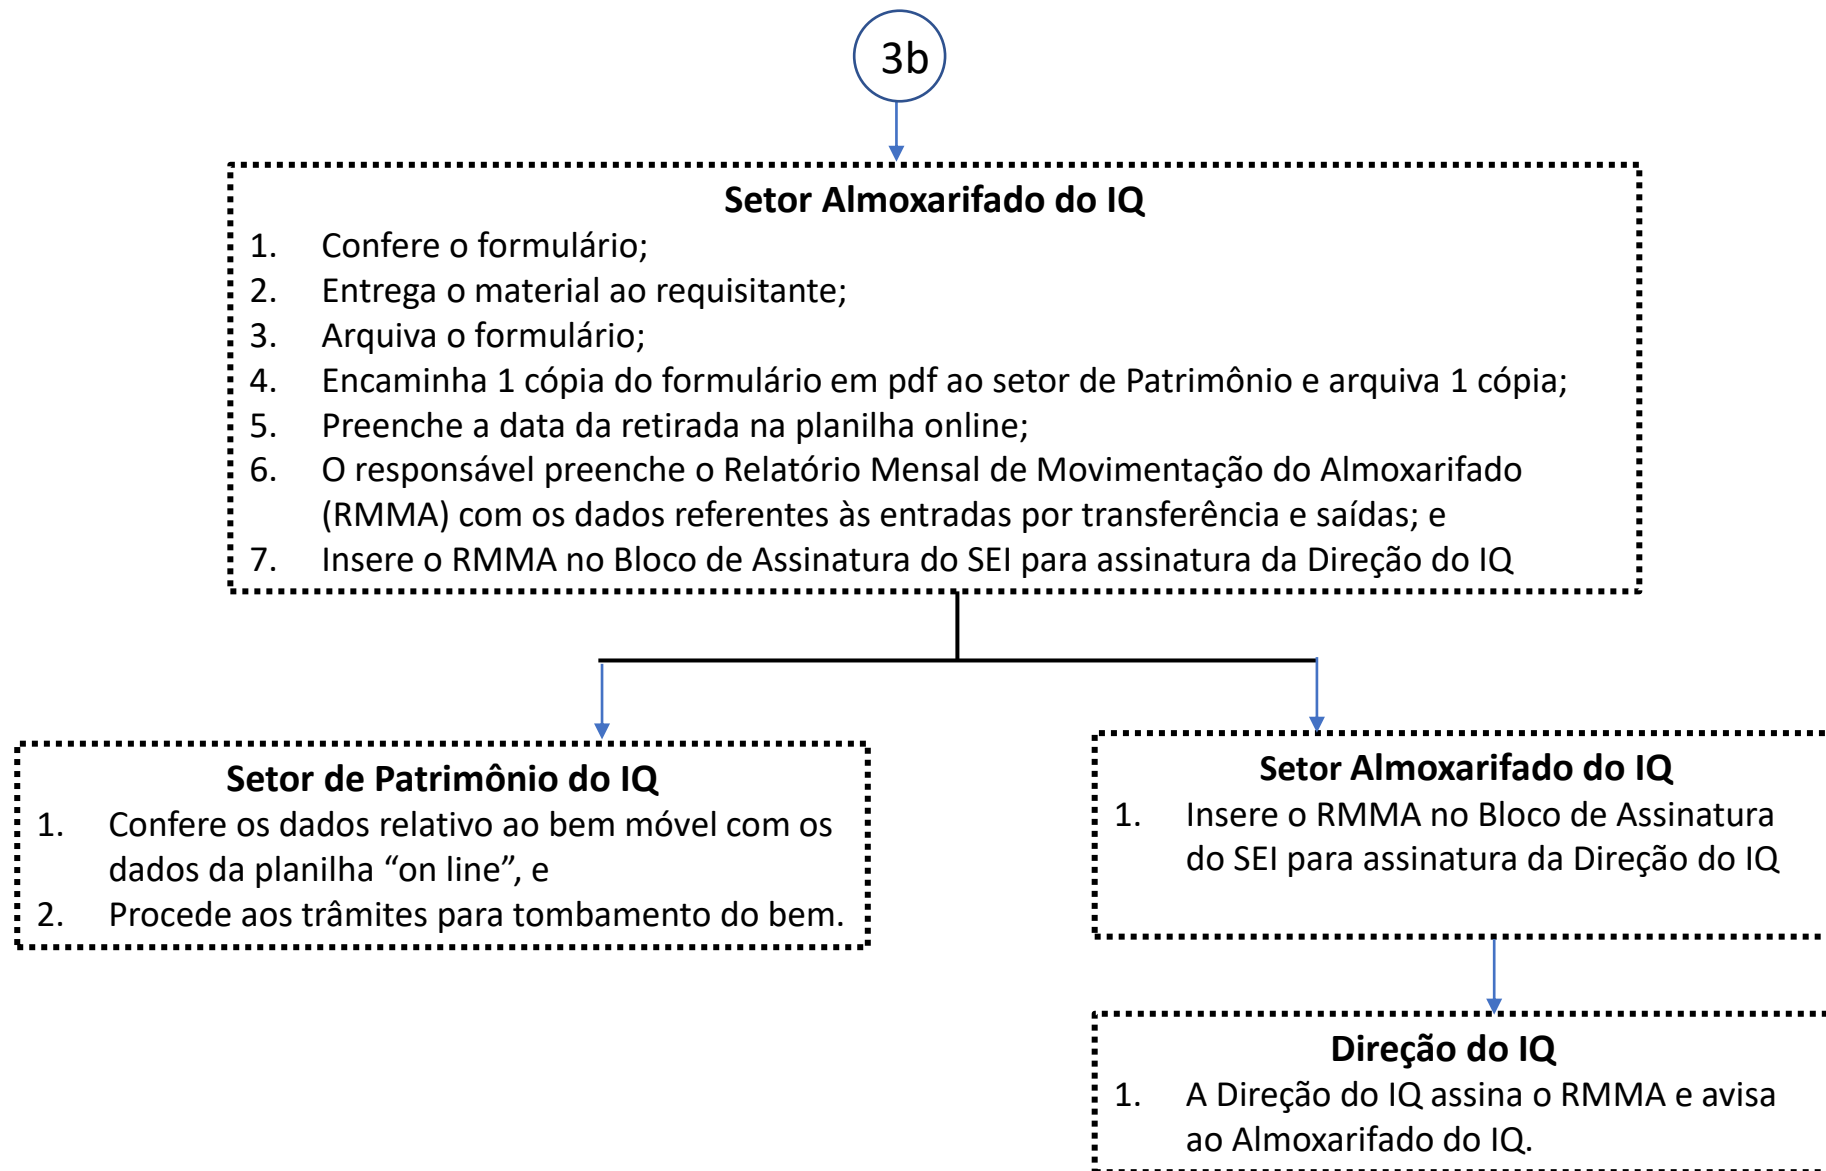 3b
Setor Almoxarifado do IQ
1. Confere o formulário;
2. Entrega o material ao requisitante;
3. Arquiva o formulário;
4. Encaminha 1 cópia do formulário em pdf ao setor de Patrimônio e arquiva 1 cópia;
5. Preenche a data da retirada na planilha online;
6. O responsável preenche o Relatório Mensal de Movimentação do Almoxarifado
(RMMA) com os dados referentes às entradas por transferência e saídas; e
7. Insere o RMMA no Bloco de Assinatura do SEI para assinatura da Direção do IQ
Setor de Patrimônio do IQ
1. Confere os dados relativo ao bem móvel com os
dados da planilha “on line”, e
2. Procede aos trâmites para tombamento do bem.
Setor Almoxarifado do IQ
1. Insere o RMMA no Bloco de Assinatura
do SEI para assinatura da Direção do IQ
Direção do IQ
1. A Direção do IQ assina o RMMA e avisa
ao Almoxarifado do IQ.